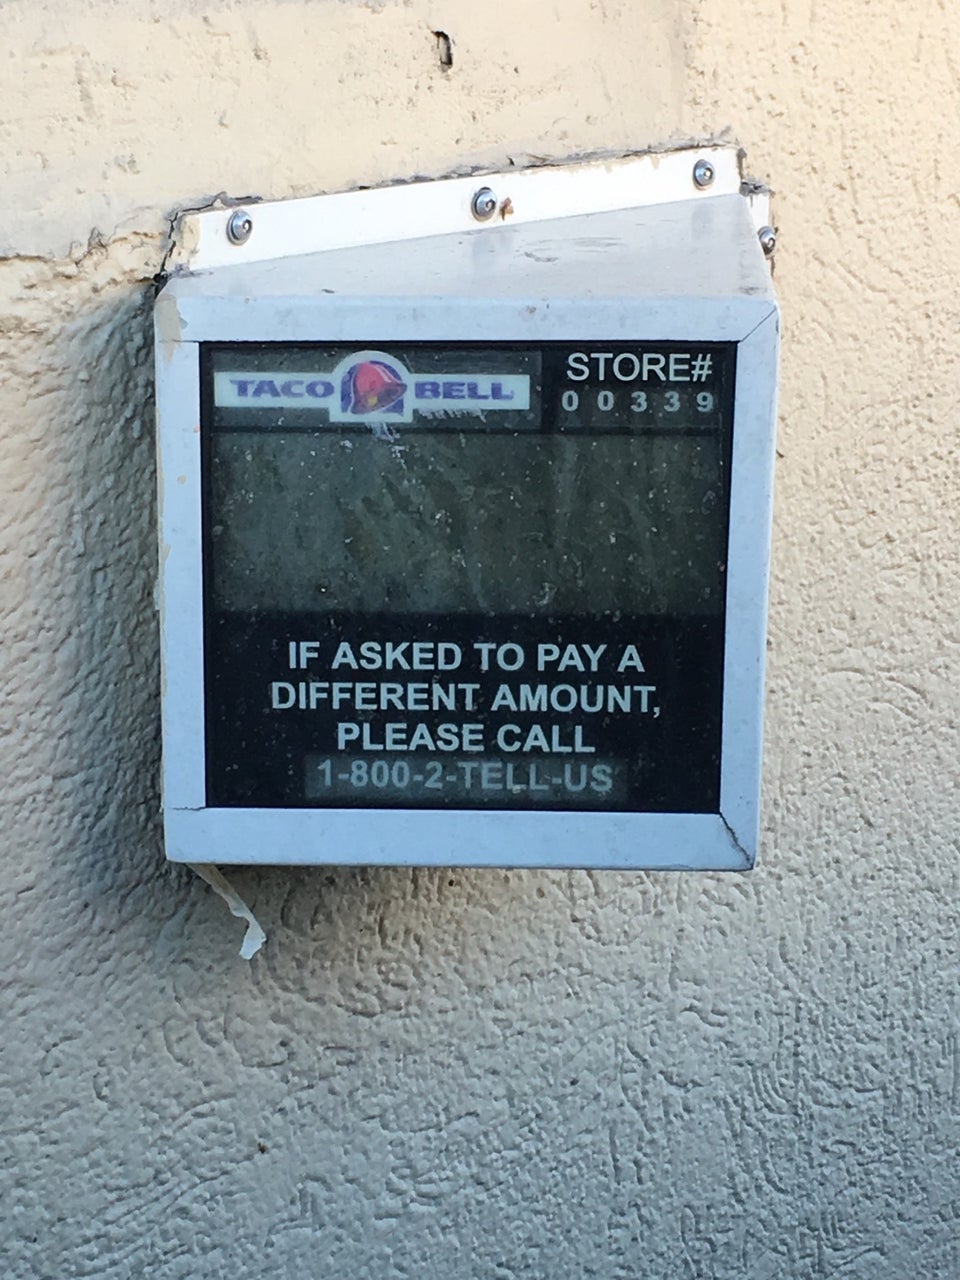 TACO BELL
STORE#
00339
IF ASKED TO PAY A
DIFFERENT AMOUNT,
PLEASE CALL
1-800-2-TELL-US